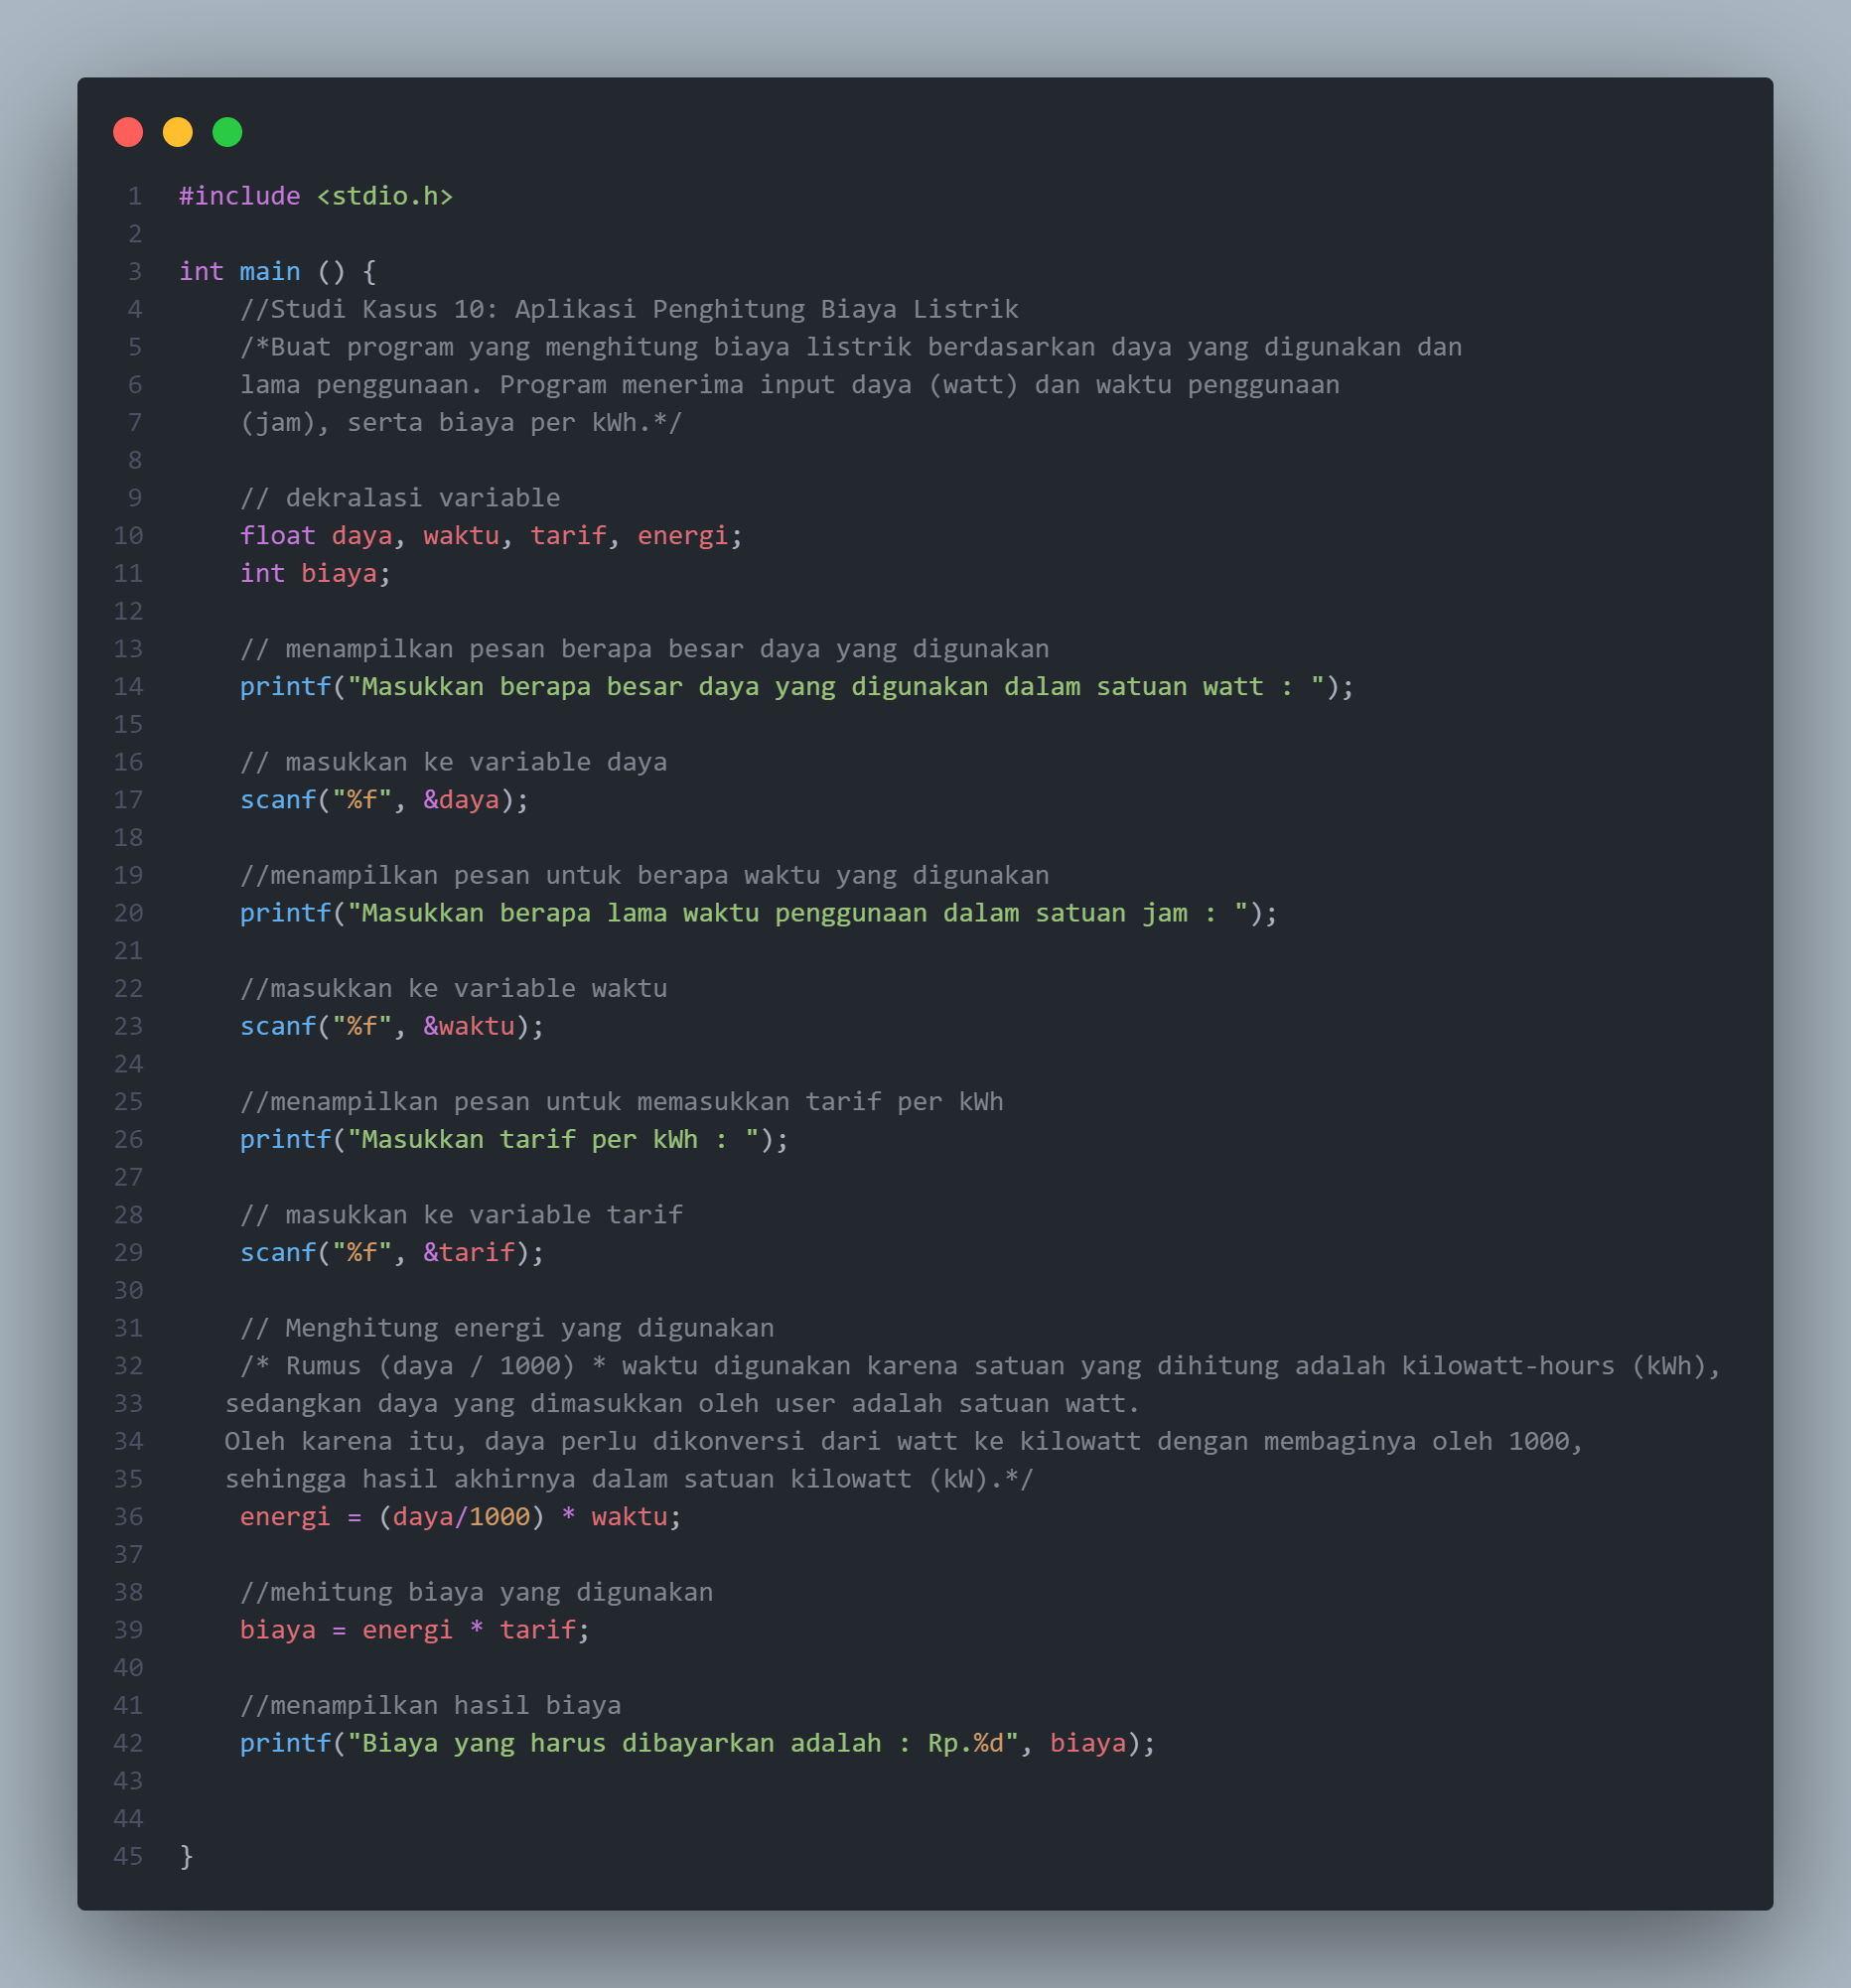 1 #include <stdio.h>
2
3 int main () {
4 //Studi Kasus 10: Aplikasi Penghitung Biaya Listrik
5 /*Buat program yang menghitung biaya listrik berdasarkan daya yang digunakan dan
6 lama penggunaan. Program menerima input daya (watt) dan waktu penggunaan
7 (jam), serta biaya per kWh.*/
8
9 // dekralasi variable
10 float daya, waktu, tarif, energi;
11 int biaya;
12
13 // menampilkan pesan berapa besar daya yang digunakan
14 printf("Masukkan berapa besar daya yang digunakan dalam satuan watt : ");
15
16 // masukkan ke variable daya
17 scanf("%f", &daya);
18
19 //menampilkan pesan untuk berapa waktu yang digunakan
20 printf("Masukkan berapa lama waktu penggunaan dalam satuan jam : ");
21
22 //masukkan ke variable waktu
23 scanf("%f", &waktu);
24
25 //menampilkan pesan untuk memasukkan tarif per kWh
26 printf("Masukkan tarif per kWh : ");
27
28 // masukkan ke variable tarif
29 scanf("%f", &tarif);
30
31 // Menghitung energi yang digunakan
32 /* Rumus (daya / 1000) * waktu digunakan karena satuan yang dihitung adalah kilowatt-hours (kWh),
33 sedangkan daya yang dimasukkan oleh user adalah satuan watt.
34 Oleh karena itu, daya perlu dikonversi dari watt ke kilowatt dengan membaginya oleh 1000,
35 sehingga hasil akhirnya dalam satuan kilowatt (kW).*/
36 energi = (daya/1000) * waktu;
37
38 //mehitung biaya yang digunakan
39 biaya = energi * tarif;
40
41 //menampilkan hasil biaya
42 printf("Biaya yang harus dibayarkan adalah : Rp.%d", biaya);
43
44
45 }